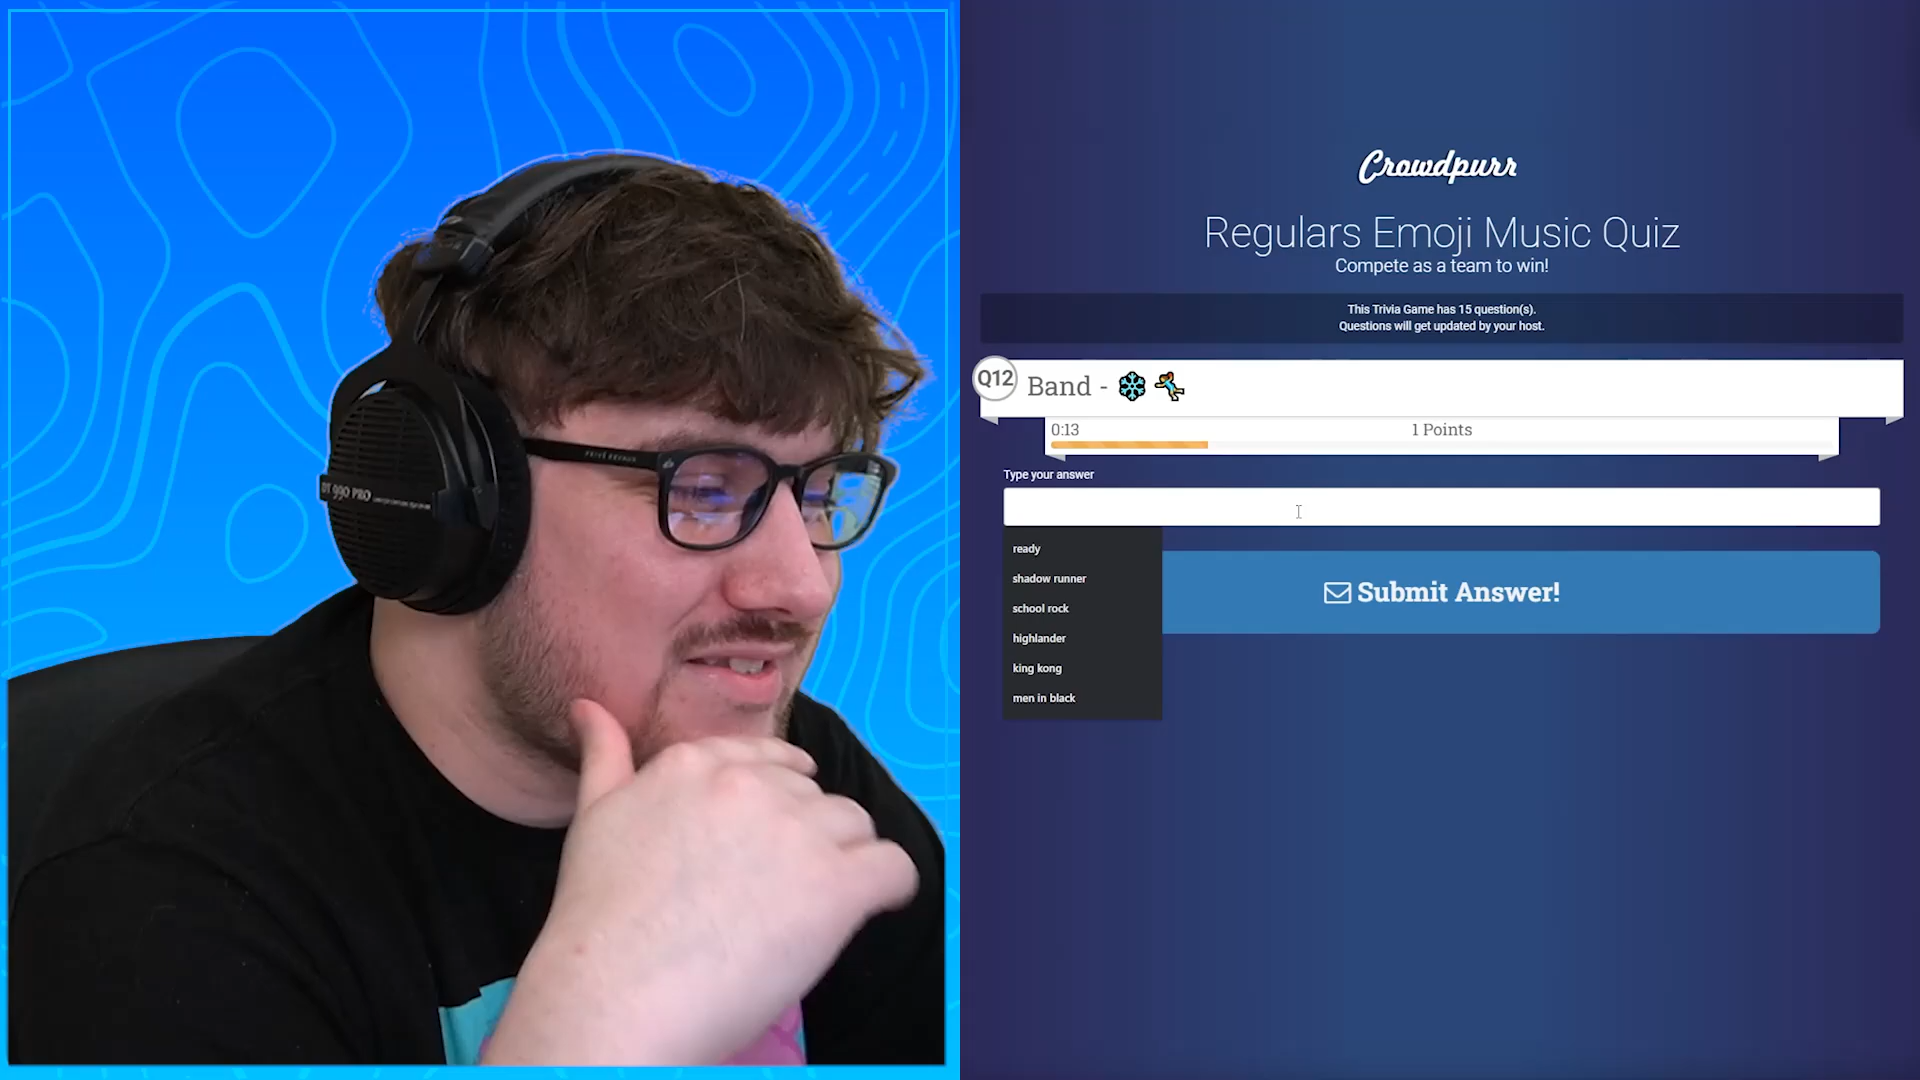 Crowdpurr
Regulars Emoji Music Quiz
Compete as a team to win!
This Trivia Game has 15 question(s).
Questions will get updated by your host.
Q12 Band - ❄️
0:13 1 Points
Type your answer
ready
shadow runner
school rock
highlander
king kong
men in black
Submit Answer!
DT 990 PRO